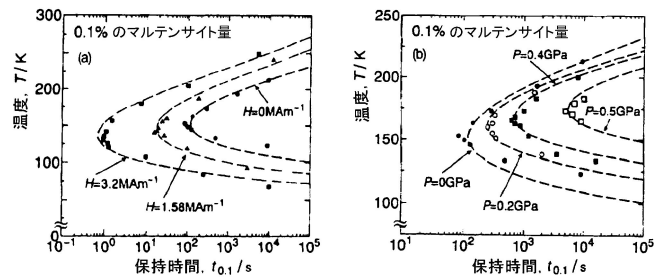 0.1% のマルテンサイト量
(a)
温度, T/K
300
250
200
150
100
50
0
H=0MAm⁻¹
H=3.2MAm⁻¹
H=1.58MAm⁻¹
10⁻¹ 10⁰ 10¹ 10² 10³ 10⁴ 10⁵
保持時間, t0.1/s
0.1% のマルテンサイト量
(b)
温度, T/K
250
200
150
100
P=0.4GPa
P=0.5GPa
P=0GPa
P=0.2GPa
10¹ 10² 10³ 10⁴ 10⁵
保持時間, t0.1/s